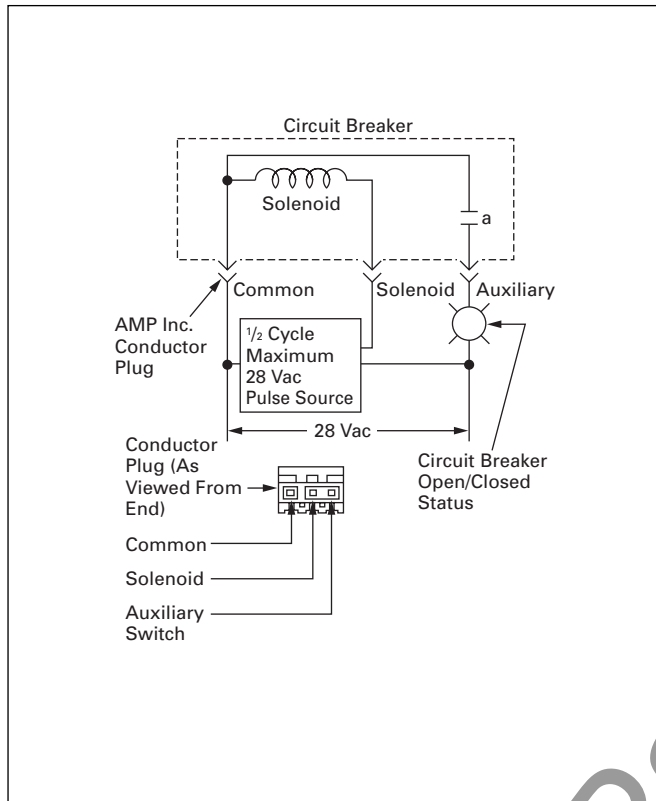 Circuit Breaker
Solenoid
a
Common
Solenoid
Auxiliary
AMP Inc.
Conductor
Plug
1/2 Cycle
Maximum
28 Vac
Pulse Source
28 Vac
Conductor
Plug (As
Viewed From
End)
Circuit Breaker
Open/Closed
Status
Common
Solenoid
Auxiliary
Switch